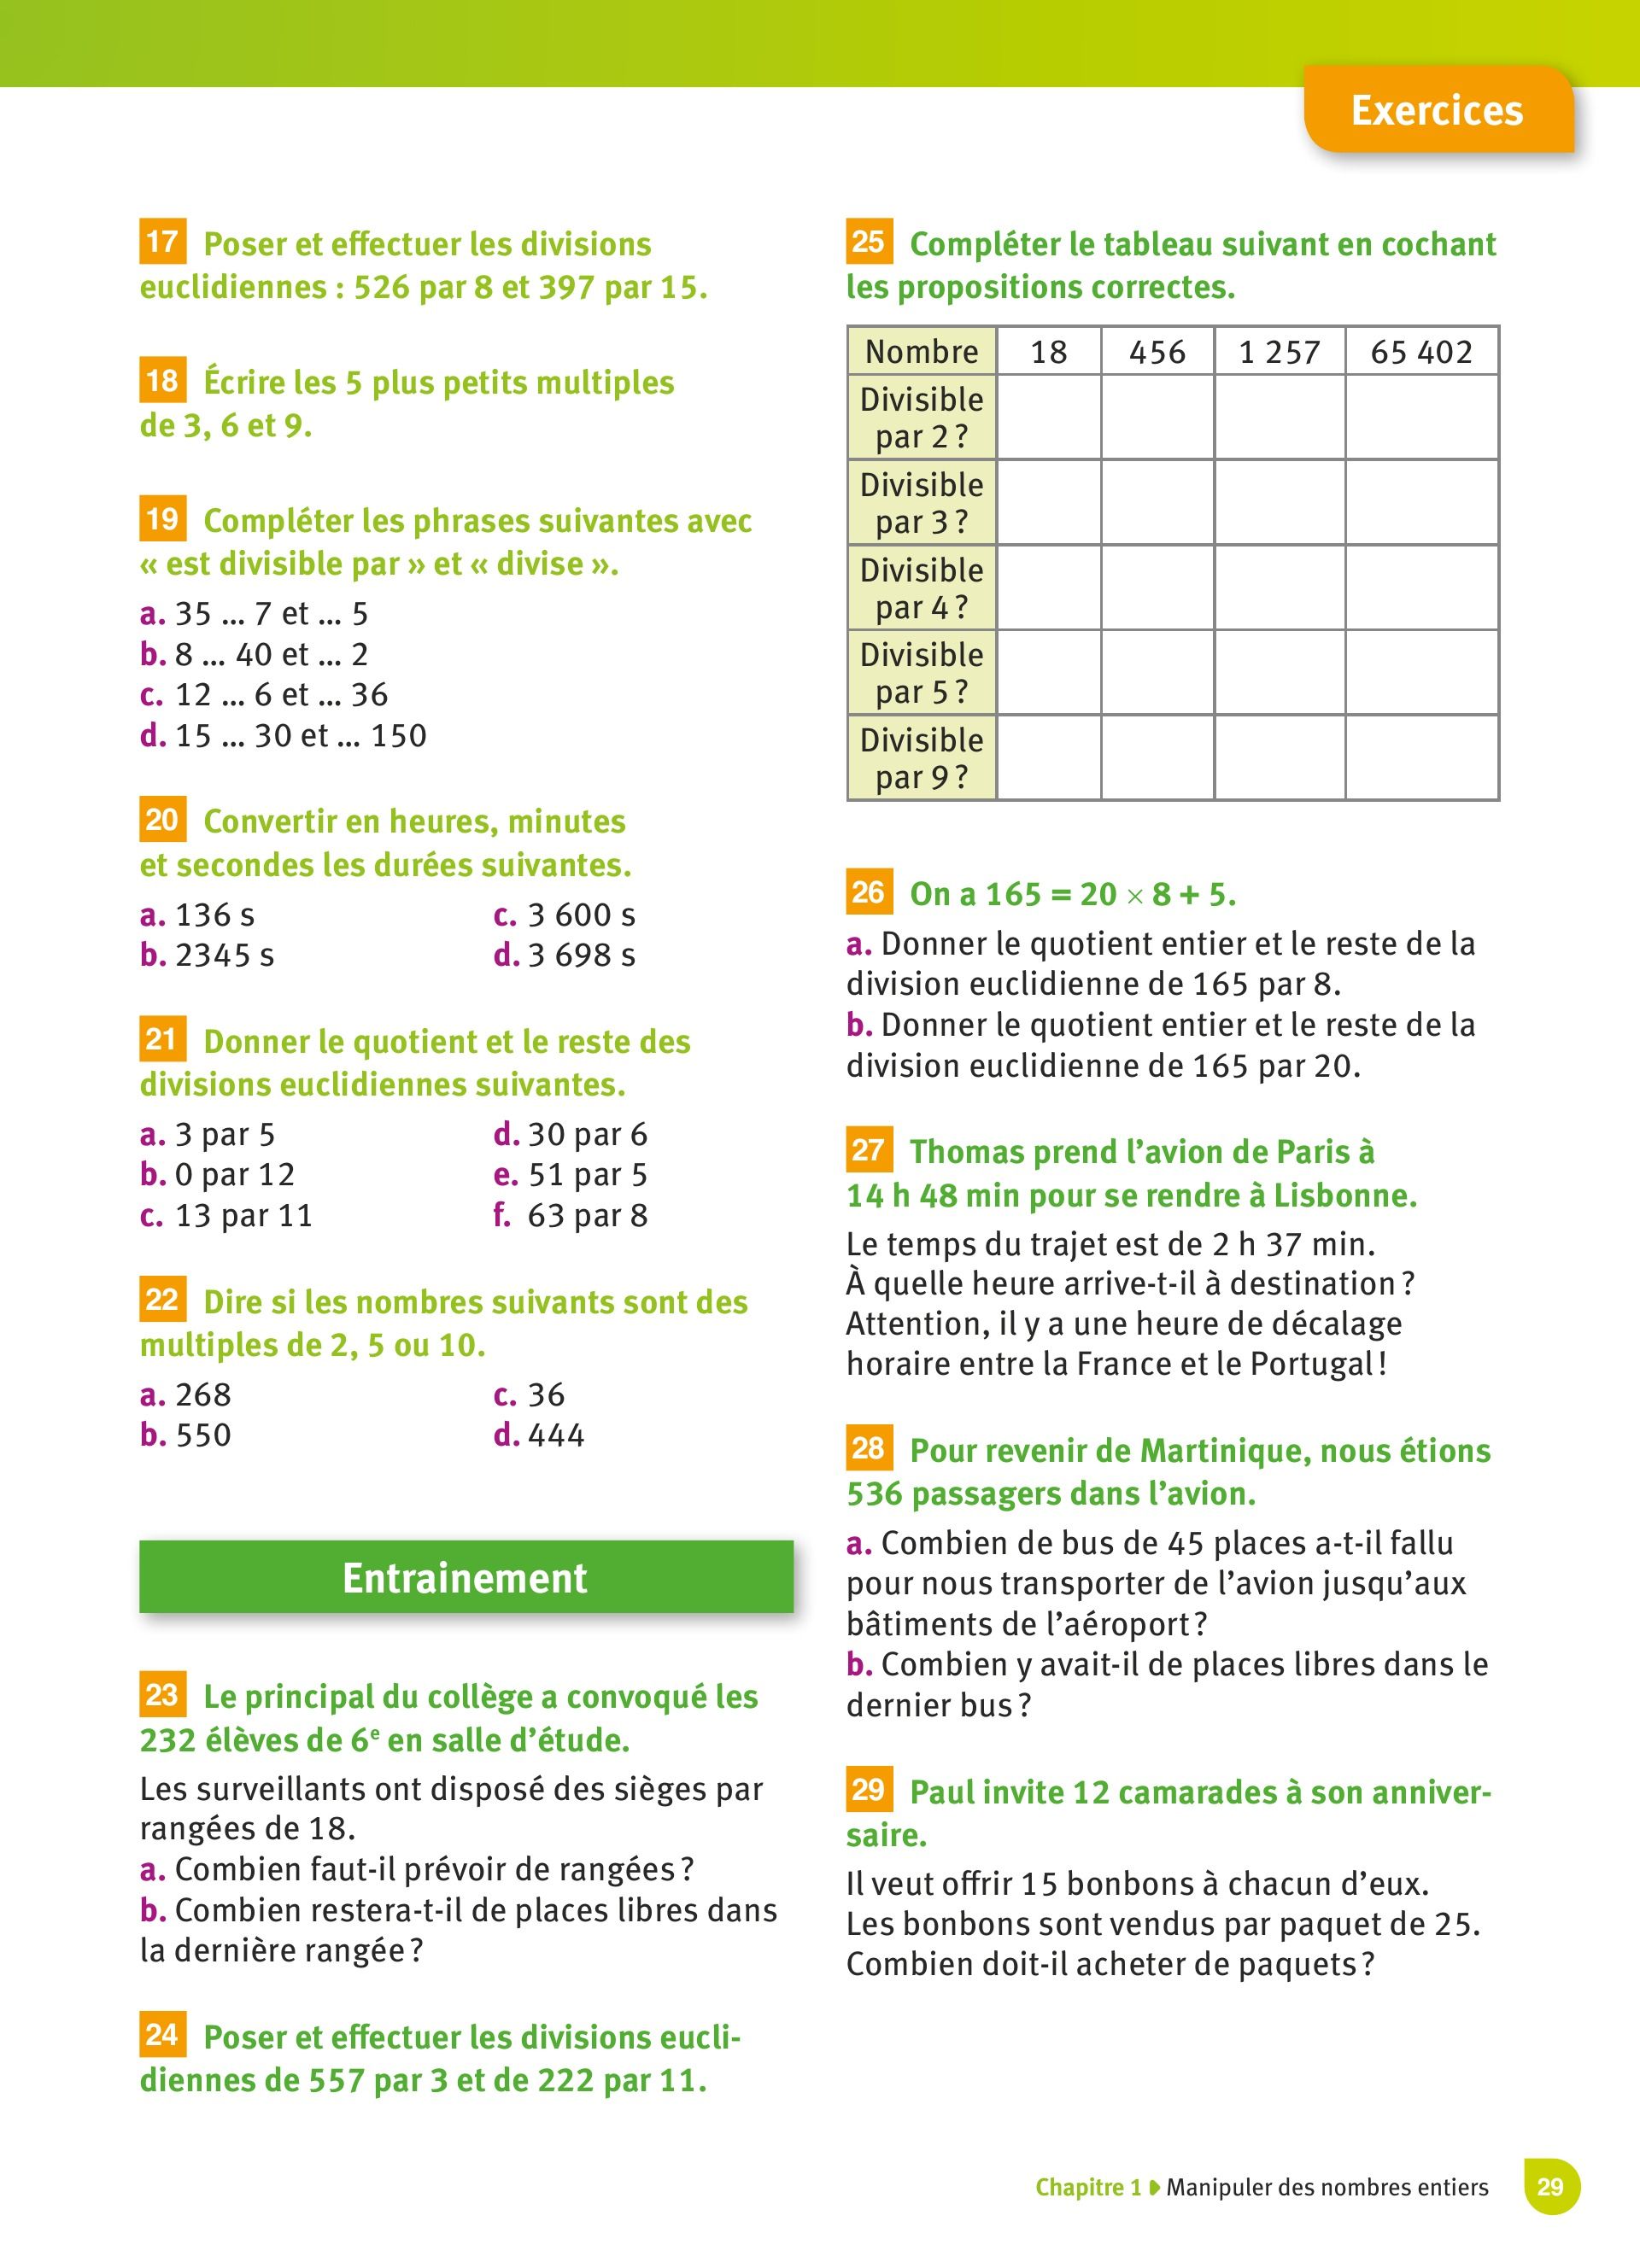 Exercices
17 Poser et effectuer les divisions
euclidiennes : 526 par 8 et 397 par 15.
18 Écrire les 5 plus petits multiples
de 3, 6 et 9.
19 Compléter les phrases suivantes avec
« est divisible par » et « divise ».
a. 35 ... 7 et ... 5
b. 8 ... 40 et ... 2
c. 12 ... 6 et ... 36
d. 15 ... 30 et ... 150
20 Convertir en heures, minutes
et secondes les durées suivantes.
a. 136 s
b. 2345 s
c. 3 600 s
d. 3 698 s
21 Donner le quotient et le reste des
divisions euclidiennes suivantes.
a. 3 par 5
b. 0 par 12
c. 13 par 11
d. 30 par 6
e. 51 par 5
f. 63 par 8
22 Dire si les nombres suivants sont des
multiples de 2, 5 ou 10.
a. 268
b. 550
c. 36
d. 444
Entrainement
23 Le principal du collège a convoqué les
232 élèves de 6e en salle d’étude.
Les surveillants ont disposé des sièges par
rangées de 18.
a. Combien faut-il prévoir de rangées ?
b. Combien restera-t-il de places libres dans
la dernière rangée ?
24 Poser et effectuer les divisions eucli-
diennes de 557 par 3 et de 222 par 11.
25 Compléter le tableau suivant en cochant
les propositions correctes.
Nombre 18 456 1 257 65 402
Divisible
par 2 ?
Divisible
par 3 ?
Divisible
par 4 ?
Divisible
par 5 ?
Divisible
par 9 ?
26 On a 165 = 20 × 8 + 5.
a. Donner le quotient entier et le reste de la
division euclidienne de 165 par 8.
b. Donner le quotient entier et le reste de la
division euclidienne de 165 par 20.
27 Thomas prend l’avion de Paris à
14 h 48 min pour se rendre à Lisbonne.
Le temps du trajet est de 2 h 37 min.
À quelle heure arrive-t-il à destination ?
Attention, il y a une heure de décalage
horaire entre la France et le Portugal !
28 Pour revenir de Martinique, nous étions
536 passagers dans l’avion.
a. Combien de bus de 45 places a-t-il fallu
pour nous transporter de l’avion jusqu’aux
bâtiments de l’aéroport ?
b. Combien y avait-il de places libres dans le
dernier bus ?
29 Paul invite 12 camarades à son anniver-
saire.
Il veut offrir 15 bonbons à chacun d’eux.
Les bonbons sont vendus par paquet de 25.
Combien doit-il acheter de paquets ?
Chapitre 1 Manipuler des nombres entiers 29